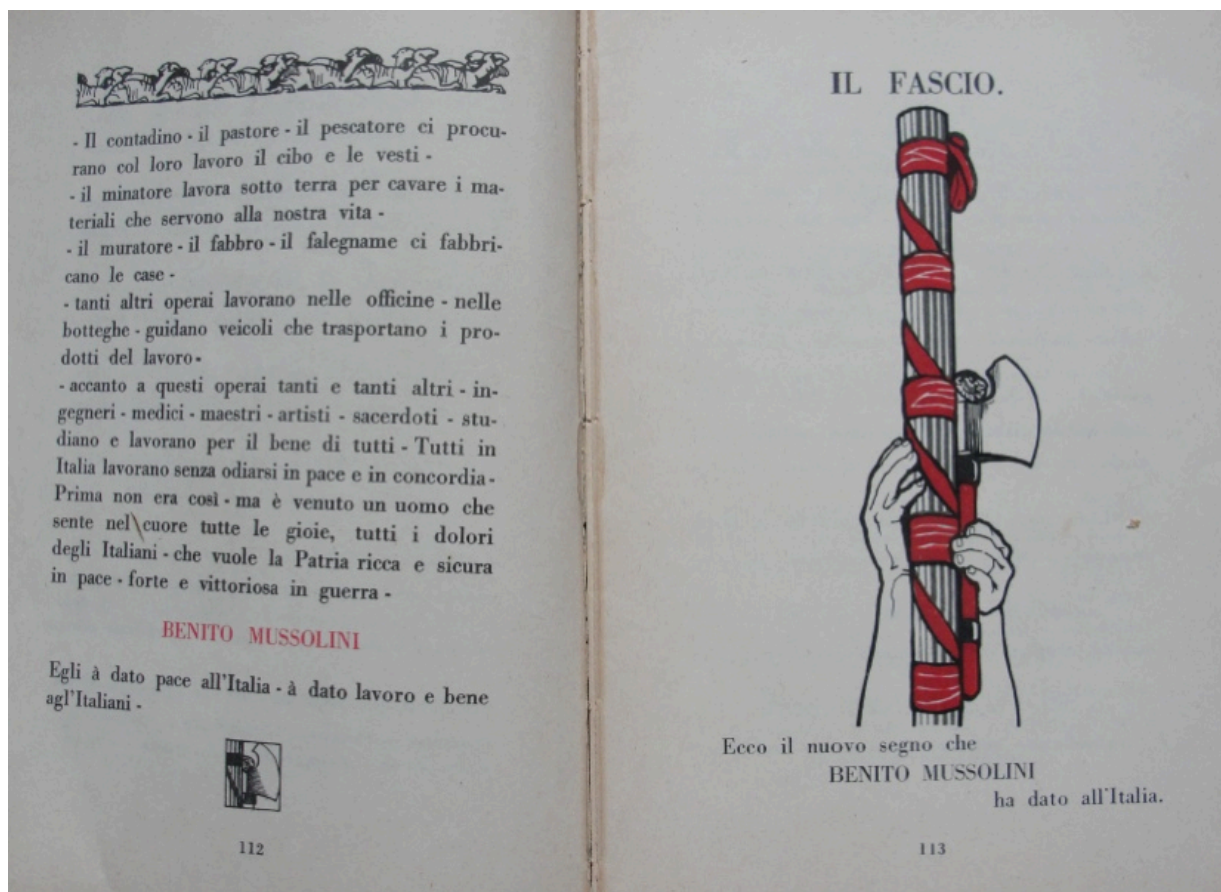 - Il contadino - il pastore - il pescatore ci procu-
rano col loro lavoro il cibo e le vesti -
- il minatore lavora sotto terra per cavare i ma-
teriali che servono alla nostra vita -
- il muratore - il fabbro - il falegname ci fabbri-
cano le case -
- tanti altri operai lavorano nelle officine - nelle
botteghe - guidano veicoli che trasportano i pro-
dotti del lavoro -
- accanto a questi operai tanti e tanti altri - in-
gegneri - medici - maestri - artisti - sacerdoti - stu-
diano e lavorano per il bene di tutti - Tutti in
Italia lavorano senza odiarsi in pace e in concordia -
Prima non era così - ma è venuto un uomo che
sente nel cuore tutte le gioie, tutti i dolori
degli Italiani - che vuole la Patria ricca e sicura
in pace - forte e vittoriosa in guerra -
BENITO MUSSOLINI
Egli à dato pace all'Italia - à dato lavoro e bene
agl'Italiani -
112
IL FASCIO.
Ecco il nuovo segno che
BENITO MUSSOLINI
ha dato all'Italia.
113